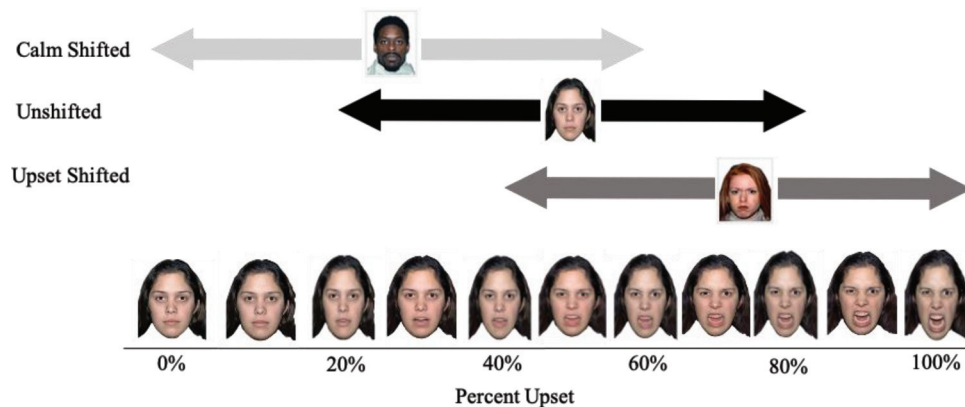 Calm Shifted
Unshifted
Upset Shifted
0% 20% 40% 60% 80% 100%
Percent Upset